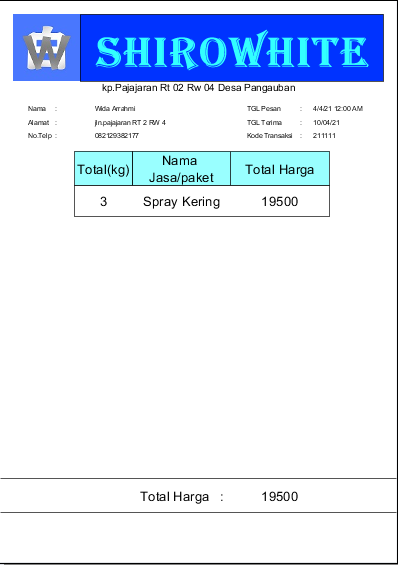 SHIROWHITE
kp.Pajajaran Rt 02 Rw 04 Desa Pangauban
Nama : Wida Arrahmi TGL Pesan : 4/4/21 12:00 AM
Alamat : jln.pajajaran RT 2 RW 4 TGL Terima : 10/04/21
No.Telp : 082129382177 Kode Transaksi : 211111
Total(kg) Nama Jasa/paket Total Harga
3 Spray Kering 19500
Total Harga : 19500